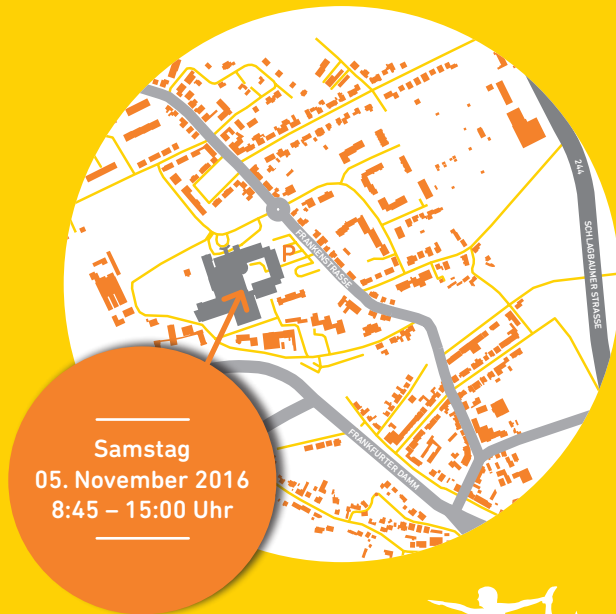 244
SCHLAGBAUMER STRASSE
FRANKENSTRASSE
P
FRANKFURTER DAMM
Samstag
05. November 2016
8:45 – 15:00 Uhr